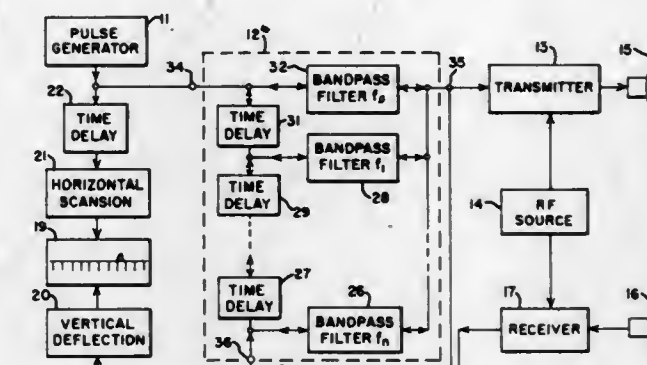 PULSE
GENERATOR
11
12
34
32
BANDPASS
FILTER f₀
35
13
TRANSMITTER
15
22
TIME
DELAY
TIME
DELAY
31
21
HORIZONTAL
SCANSION
BANDPASS
FILTER f₁
28
TIME
DELAY
29
14
RF
SOURCE
19
27
TIME
DELAY
26
BANDPASS
FILTER fₙ
20
VERTICAL
DEFLECTION
36
17
RECEIVER
16